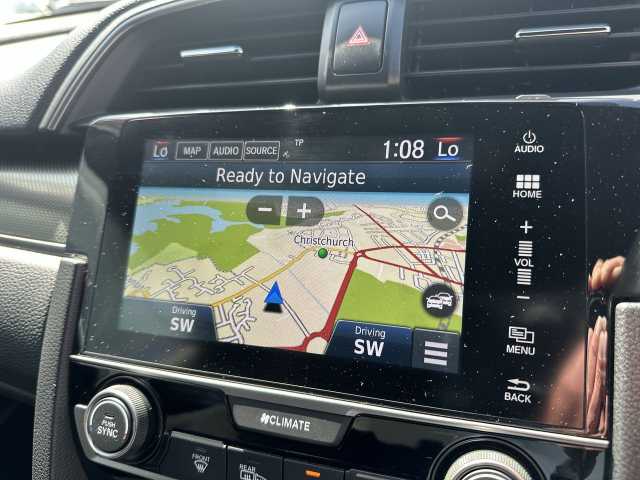 Lo MAP AUDIO SOURCE TP 1:08 Lo
Ready to Navigate
Christchurch
Driving
SW
Driving
SW
AUDIO
HOME
+
VOL
−
MENU
BACK
PUSH
SYNC
CLIMATE
FRONT
REAR